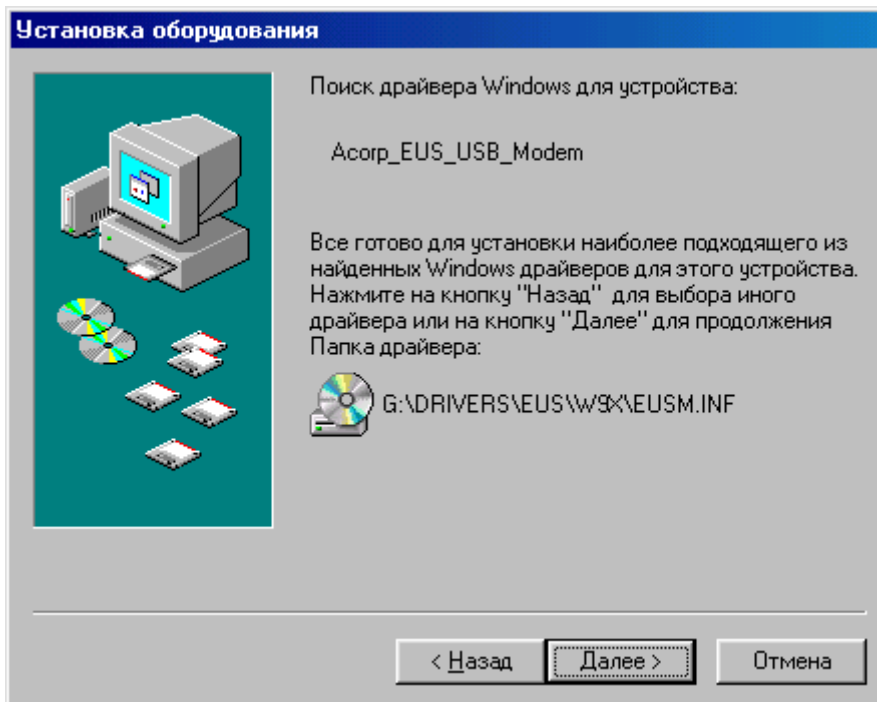 Установка оборудования
Поиск драйвера Windows для устройства:
Acorp_EUS_USB_Modem
Все готово для установки наиболее подходящего из
найденных Windows драйверов для этого устройства.
Нажмите на кнопку "Назад" для выбора иного
драйвера или на кнопку "Далее" для продолжения
Папка драйвера:
G:\DRIVERS\EUS\W9X\EUSM.INF
< Назад
Далее >
Отмена